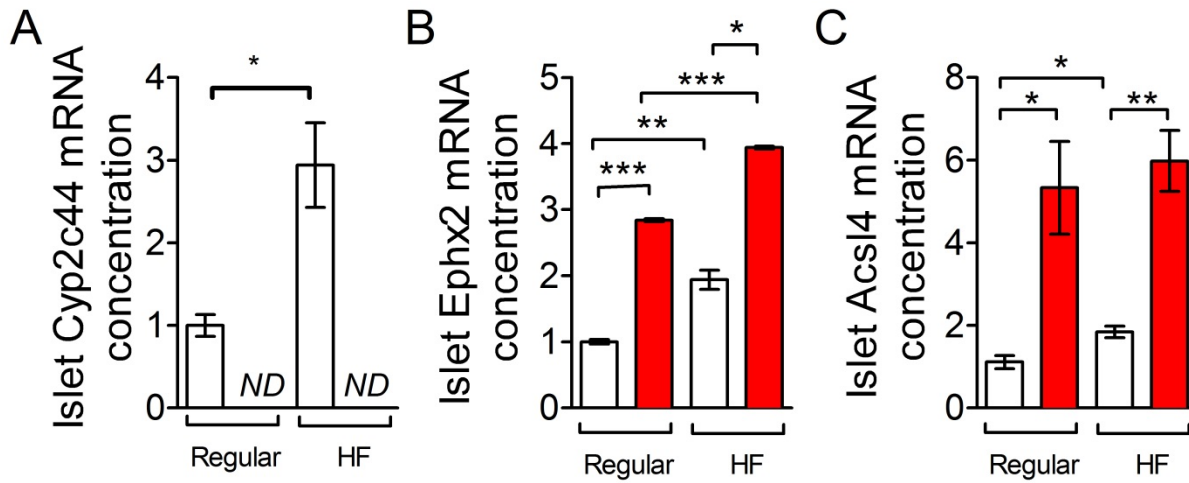 A
Islet Cyp2c44 mRNA
concentration
4
3
2
1
0
*
ND
ND
Regular
HF
B
Islet Ephx2 mRNA
concentration
5
4
3
2
1
0
*
***
**
***
Regular
HF
C
Islet Acsl4 mRNA
concentration
8
6
4
2
0
*
*
**
Regular
HF